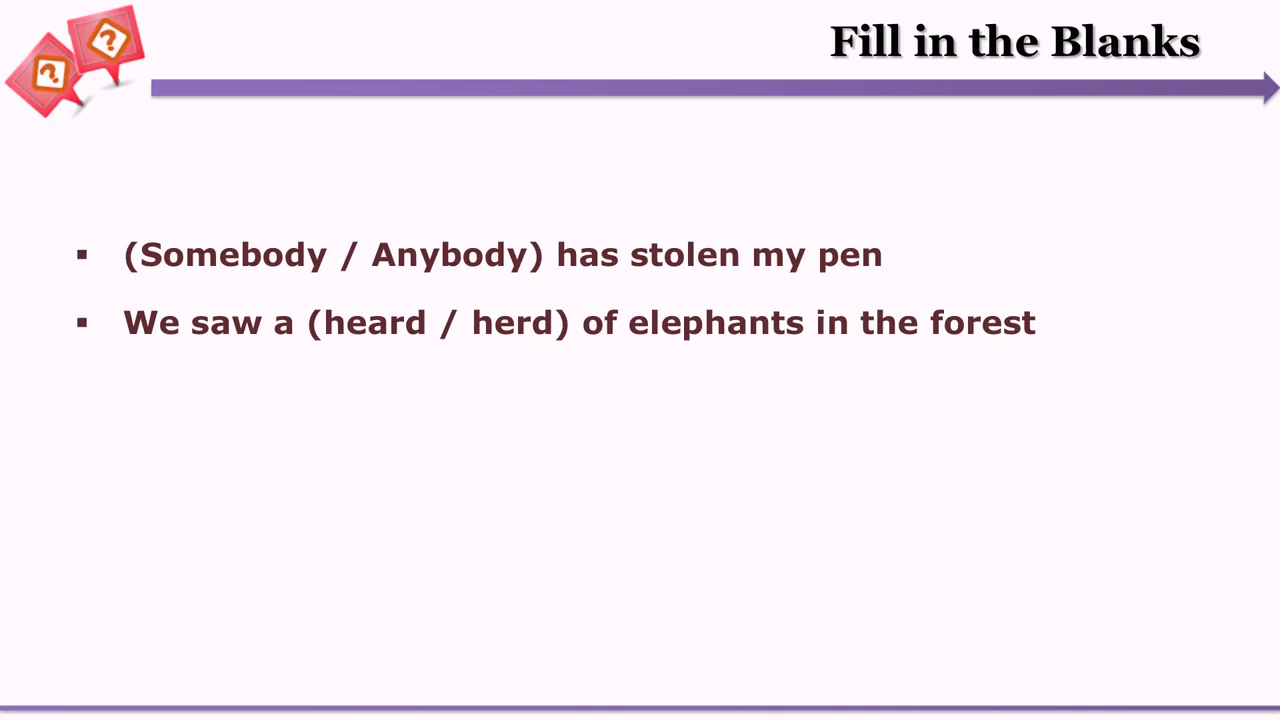 Fill in the Blanks
▪ (Somebody / Anybody) has stolen my pen
▪ We saw a (heard / herd) of elephants in the forest